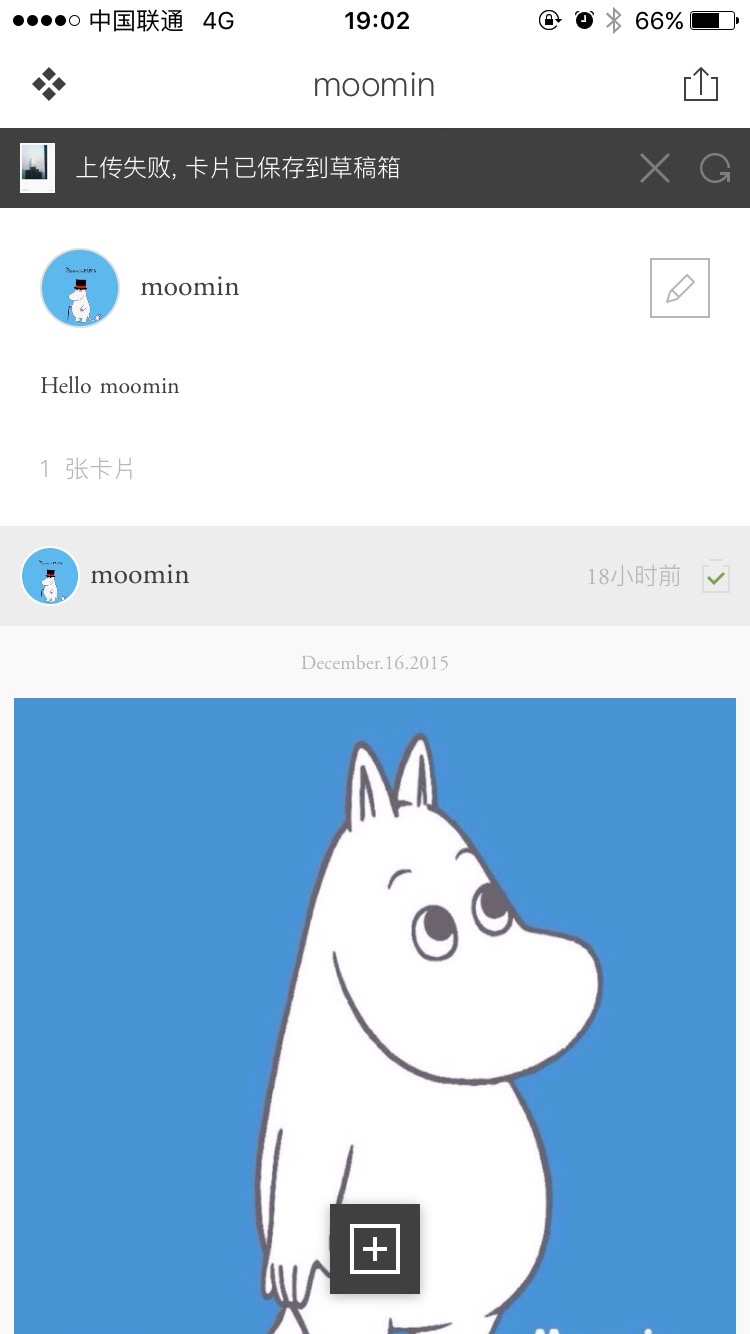 中国联通 4G 19:02 66%
moomin
上传失败, 卡片已保存到草稿箱
moomin
Hello moomin
1 张卡片
moomin 18小时前
December.16.2015